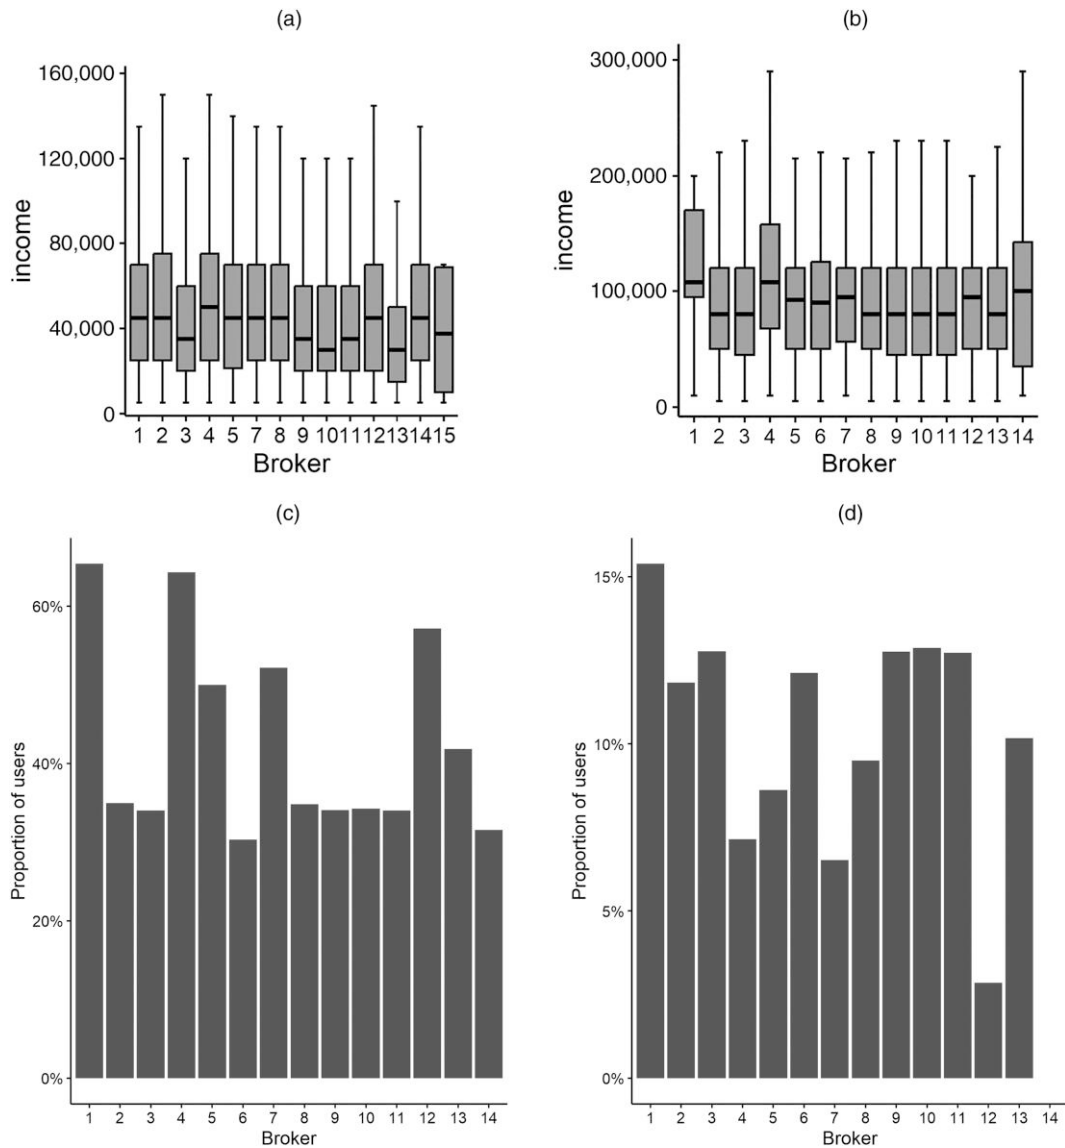 (a)
160,000
120,000
80,000
40,000
0
income
1 2 3 4 5 7 8 9 10 11 12 13 14 15
Broker
(b)
300,000
200,000
100,000
0
income
1 2 3 4 5 6 7 8 9 10 11 12 13 14
Broker
(c)
60%
40%
20%
0%
Proportion of users
1 2 3 4 5 6 7 8 9 10 11 12 13 14
Broker
(d)
15%
10%
5%
0%
Proportion of users
1 2 3 4 5 6 7 8 9 10 11 12 13 14
Broker